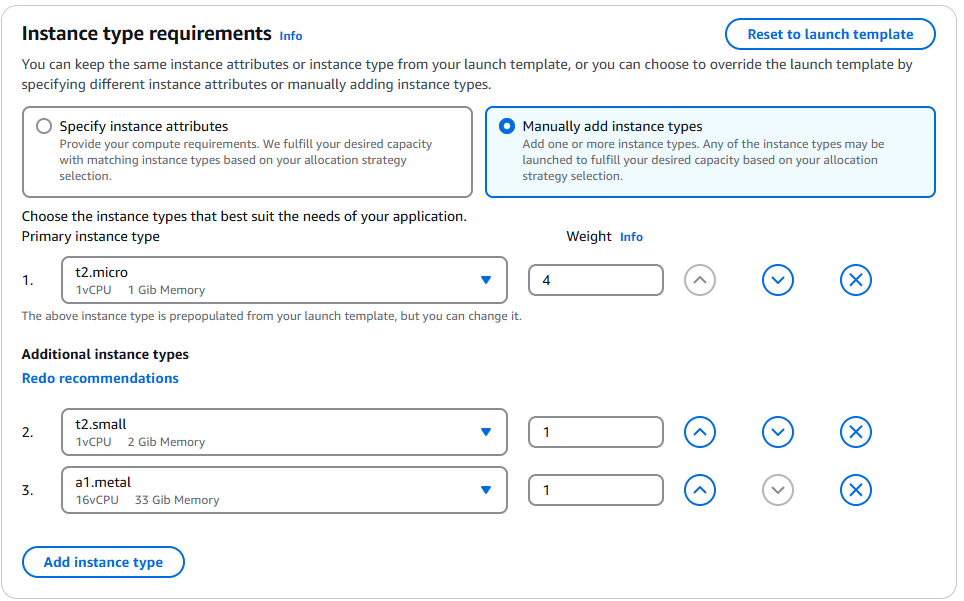 Instance type requirements Info
Reset to launch template
You can keep the same instance attributes or instance type from your launch template, or you can choose to override the launch template by
specifying different instance attributes or manually adding instance types.
Specify instance attributes
Provide your compute requirements. We fulfill your desired capacity
with matching instance types based on your allocation strategy
selection.
Manually add instance types
Add one or more instance types. Any of the instance types may be
launched to fulfill your desired capacity based on your allocation
strategy selection.
Choose the instance types that best suit the needs of your application.
Primary instance type
Weight Info
1.
t2.micro
1vCPU 1 Gib Memory
4
The above instance type is prepopulated from your launch template, but you can change it.
Additional instance types
Redo recommendations
2.
t2.small
1vCPU 2 Gib Memory
1
3.
a1.metal
16vCPU 33 Gib Memory
1
Add instance type